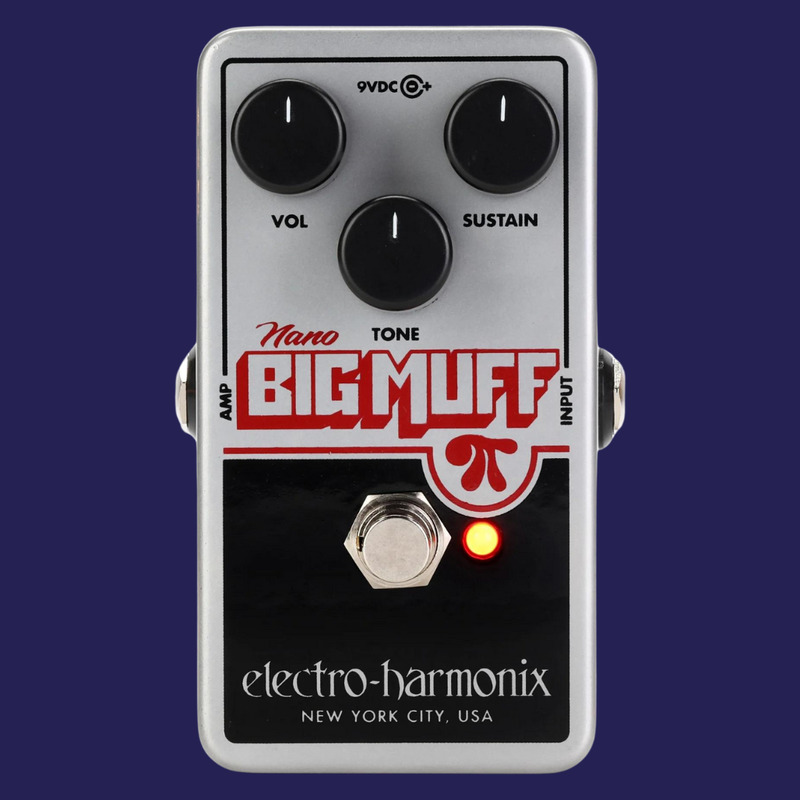 9VDC
VOL
SUSTAIN
TONE
Nano
BIG MUFF
π
AMP
INPUT
electro-harmonix
NEW YORK CITY, USA